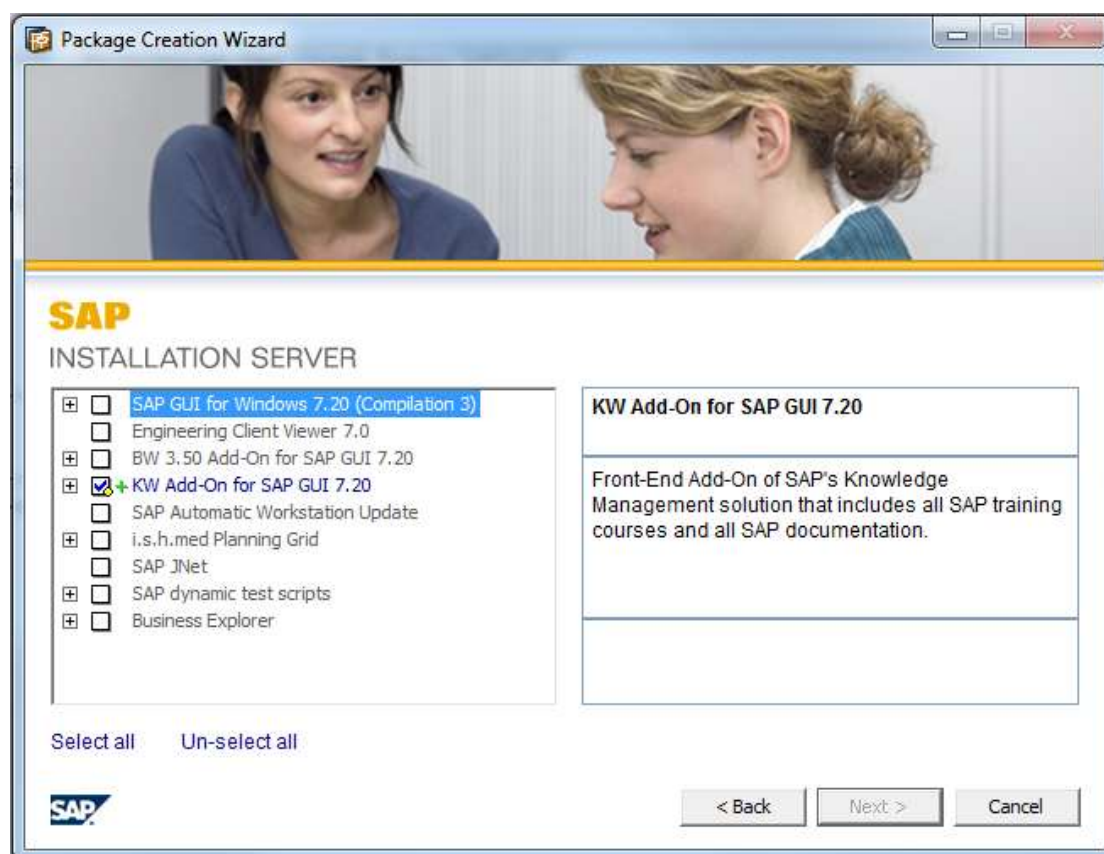 Package Creation Wizard
SAP
INSTALLATION SERVER
SAP GUI for Windows 7.20 (Compilation 3)
Engineering Client Viewer 7.0
BW 3.50 Add-On for SAP GUI 7.20
KW Add-On for SAP GUI 7.20
SAP Automatic Workstation Update
i.s.h.med Planning Grid
SAP JNet
SAP dynamic test scripts
Business Explorer
KW Add-On for SAP GUI 7.20
Front-End Add-On of SAP's Knowledge
Management solution that includes all SAP training
courses and all SAP documentation.
Select all Un-select all
SAP
< Back Next > Cancel